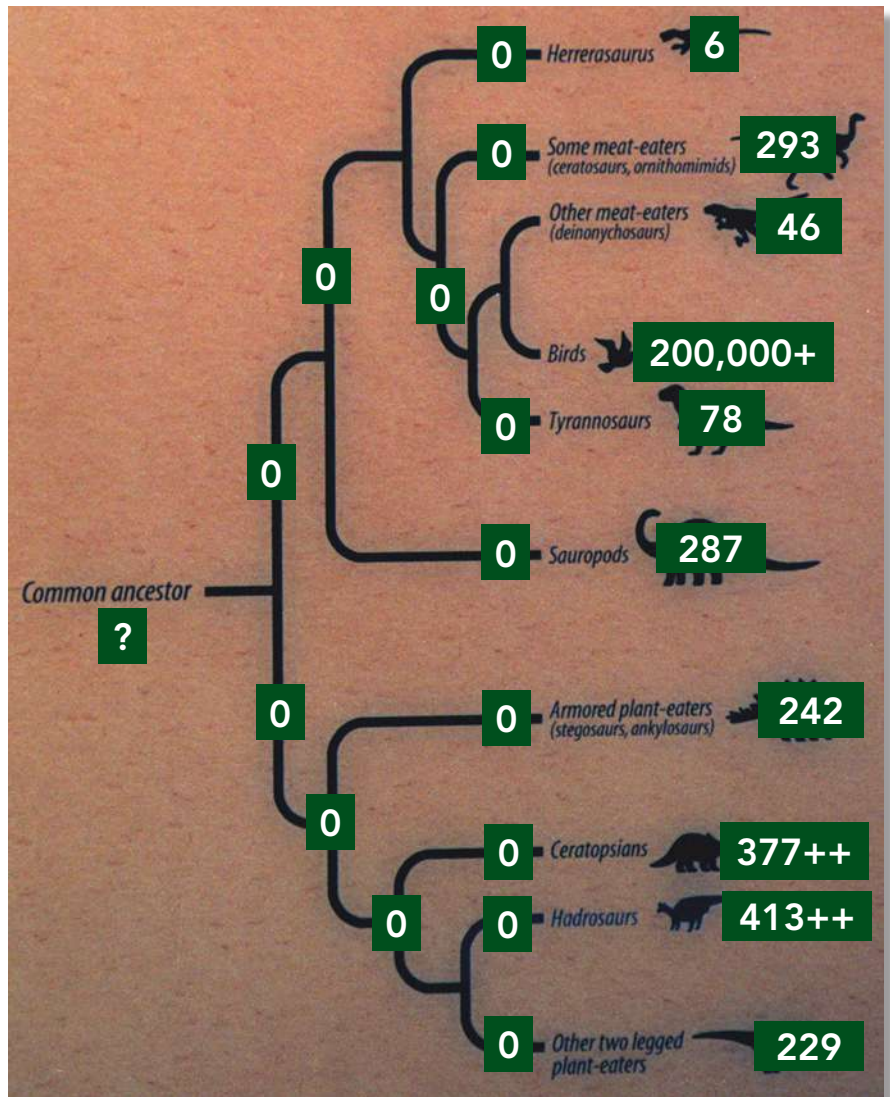 0 Herrerasaurus 6
0 Some meat-eaters 293
(ceratosaurs, ornithomimids)
Other meat-eaters 46
(deinonychosaurs)
0
0
Birds 200,000+
0 Tyrannosaurs 78
0
0 Sauropods 287
Common ancestor
?
0
0 Armored plant-eaters 242
(stegosaurs, ankylosaurs)
0
0 Ceratopsians 377++
0
0 Hadrosaurs 413++
0 Other two legged 229
plant-eaters